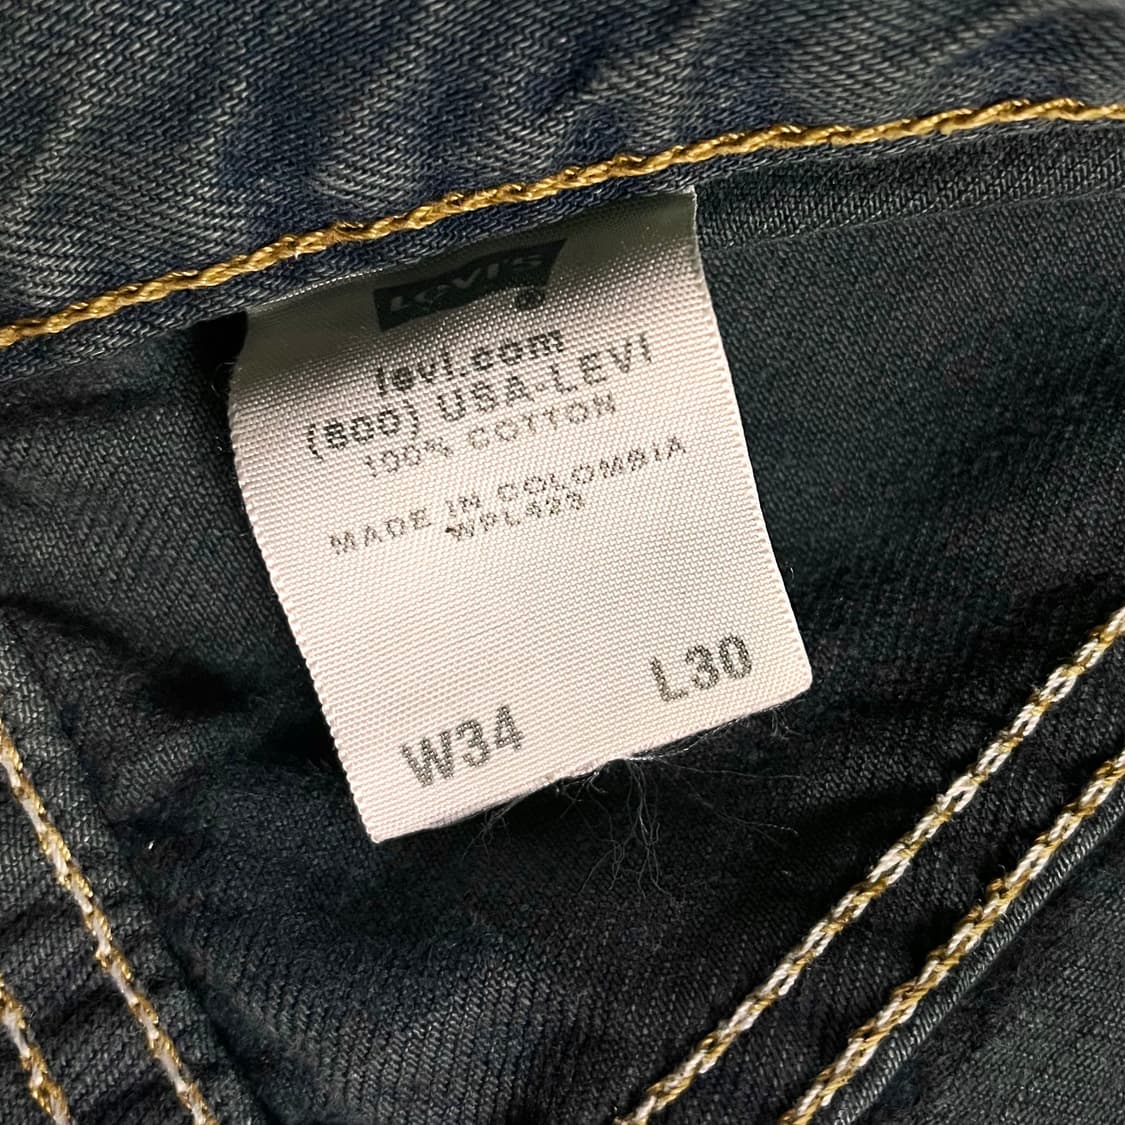 Levi's
®
levi.com
(800) USA-LEVI
100% COTTON
MADE IN COLOMBIA
WPL423
W34 L30